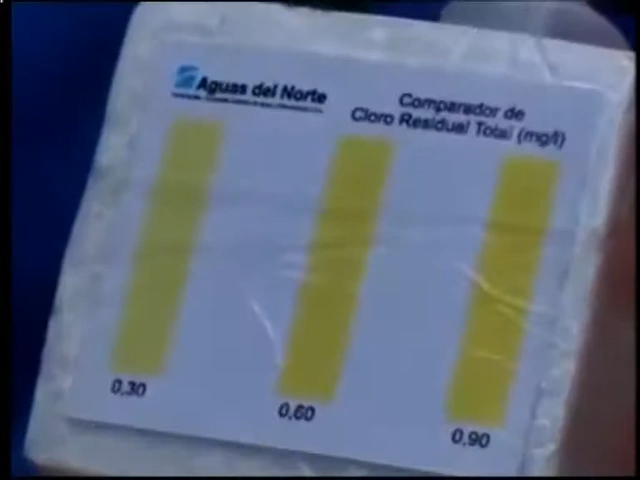 Aguas del Norte
Comparador de
Cloro Residual Total (mg/l)
0,30
0,60
0,90